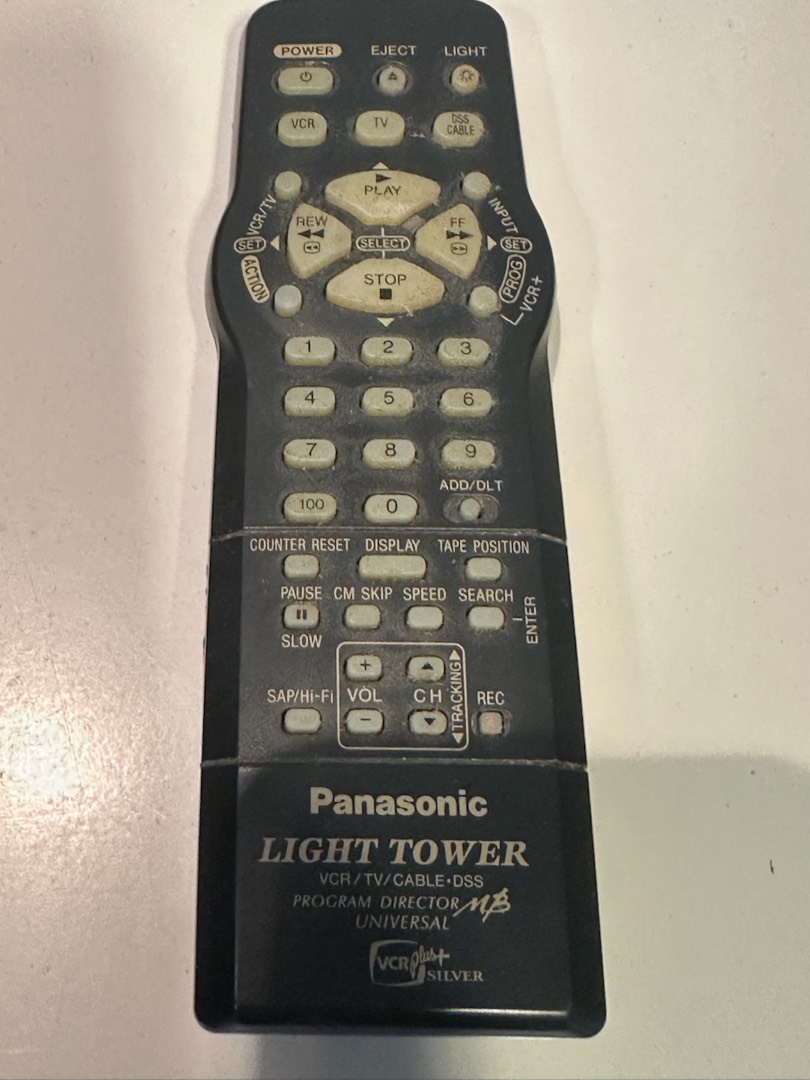 POWER EJECT LIGHT
VCR TV DSS CABLE
PLAY
VCR/TV INPUT
REW FF
SET SELECT SET
ACTION STOP PROG
VCR+
1 2 3
4 5 6
7 8 9
ADD/DLT
100 0
COUNTER RESET DISPLAY TAPE POSITION
PAUSE CM SKIP SPEED SEARCH
ENTER
SLOW
+
SAP/Hi-Fi VOL CH TRACKING REC
−
Panasonic
LIGHT TOWER
VCR/TV/CABLE•DSS
PROGRAM DIRECTOR
UNIVERSAL
VCR Plus+
SILVER